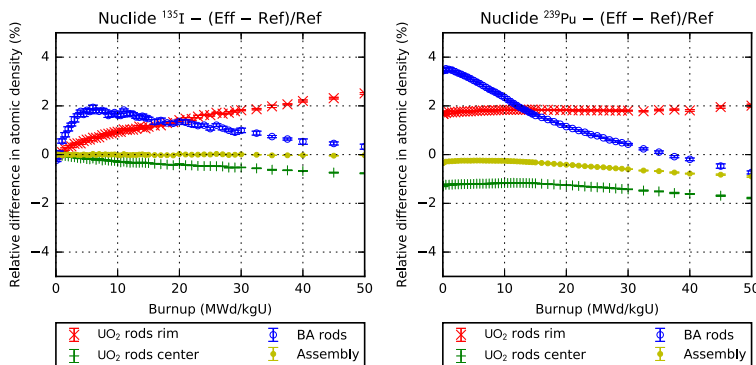 Nuclide ¹³⁵I − (Eff − Ref)/Ref
Relative difference in atomic density (%)
4
2
0
−2
−4
0 10 20 30 40 50
Burnup (MWd/kgU)
UO₂ rods rim
UO₂ rods center
BA rods
Assembly
Nuclide ²³⁹Pu − (Eff − Ref)/Ref
Relative difference in atomic density (%)
4
2
0
−2
−4
0 10 20 30 40 50
Burnup (MWd/kgU)
UO₂ rods rim
UO₂ rods center
BA rods
Assembly